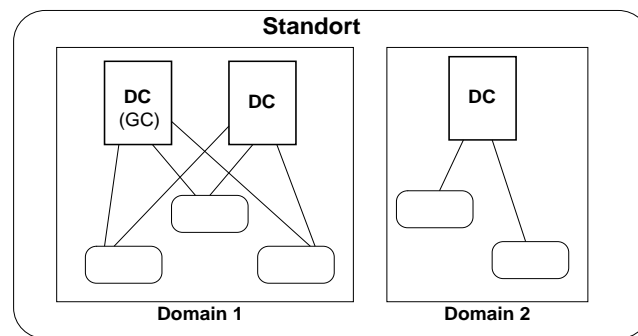 Standort
DC
(GC)
DC
DC
Domain 1
Domain 2